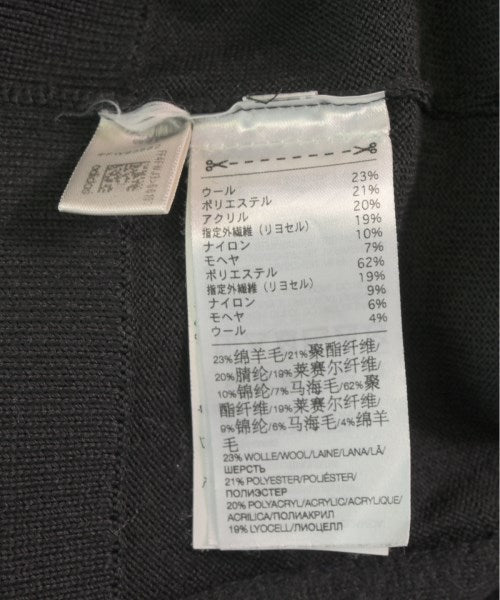 adidas
ウール 23%
ポリエステル 21%
アクリル 20%
指定外繊維（リヨセル） 19%
ナイロン 10%
モヘヤ 7%
ポリエステル 62%
指定外繊維（リヨセル） 19%
ナイロン 9%
モヘヤ 6%
ウール 4%
23%绵羊毛/21%聚酯纤维/
20%腈纶/19%莱赛尔纤维/
10%锦纶/7%马海毛/62%聚
酯纤维/19%莱赛尔纤维/
9%锦纶/6%马海毛/4%绵羊
毛
23% WOLLE/WOOL/LAINE/LANA/LÃ/
ШЕРСТЬ
21% POLYESTER/POLIÉSTER/
ПОЛИЭСТЕР
20% POLYACRYL/ACRYLIC/ACRYLIQUE/
ACRILICA/ПОЛИАКРИЛ
19% LYOCELL/ЛИОЦЕЛЛ